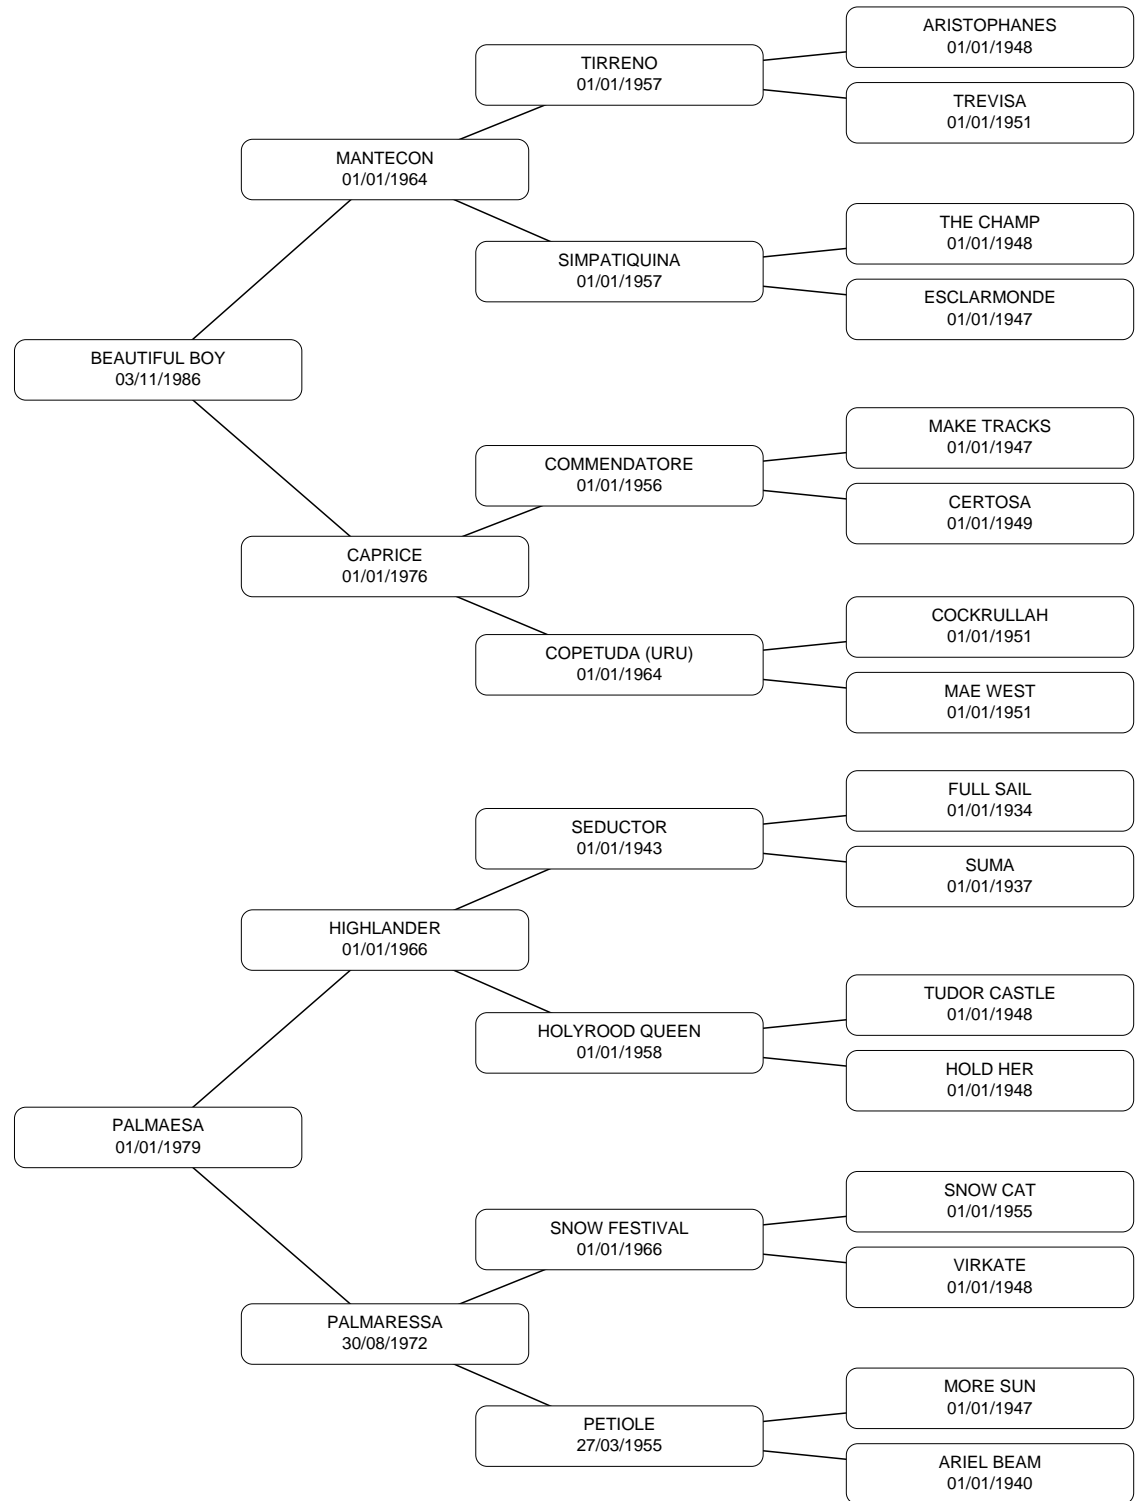 ARISTOPHANES
01/01/1948
TIRRENO
01/01/1957
TREVISA
01/01/1951
MANTECON
01/01/1964
THE CHAMP
01/01/1948
SIMPATIQUINA
01/01/1957
ESCLARMONDE
01/01/1947
BEAUTIFUL BOY
03/11/1986
MAKE TRACKS
01/01/1947
COMMENDATORE
01/01/1956
CERTOSA
01/01/1949
CAPRICE
01/01/1976
COCKRULLAH
01/01/1951
COPETUDA (URU)
01/01/1964
MAE WEST
01/01/1951
FULL SAIL
01/01/1934
SEDUCTOR
01/01/1943
SUMA
01/01/1937
HIGHLANDER
01/01/1966
TUDOR CASTLE
01/01/1948
HOLYROOD QUEEN
01/01/1958
HOLD HER
01/01/1948
PALMAESA
01/01/1979
SNOW CAT
01/01/1955
SNOW FESTIVAL
01/01/1966
VIRKATE
01/01/1948
PALMARESSA
30/08/1972
MORE SUN
01/01/1947
PETIOLE
27/03/1955
ARIEL BEAM
01/01/1940